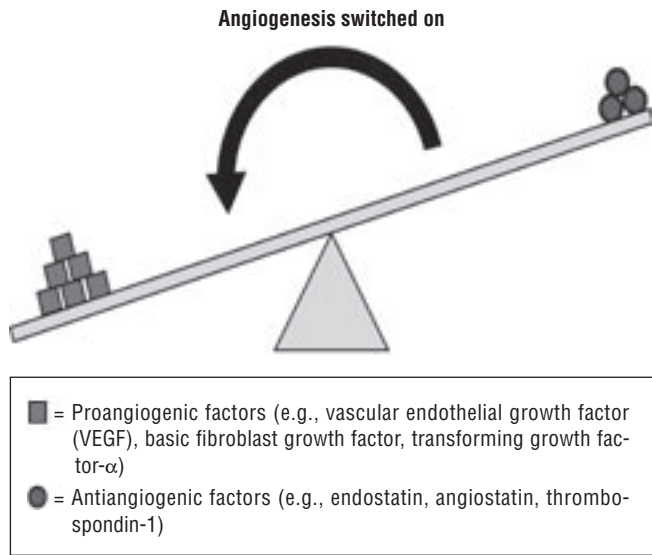 Angiogenesis switched on
= Proangiogenic factors (e.g., vascular endothelial growth factor
(VEGF), basic fibroblast growth factor, transforming growth fac-
tor-α)
= Antiangiogenic factors (e.g., endostatin, angiostatin, thrombo-
spondin-1)